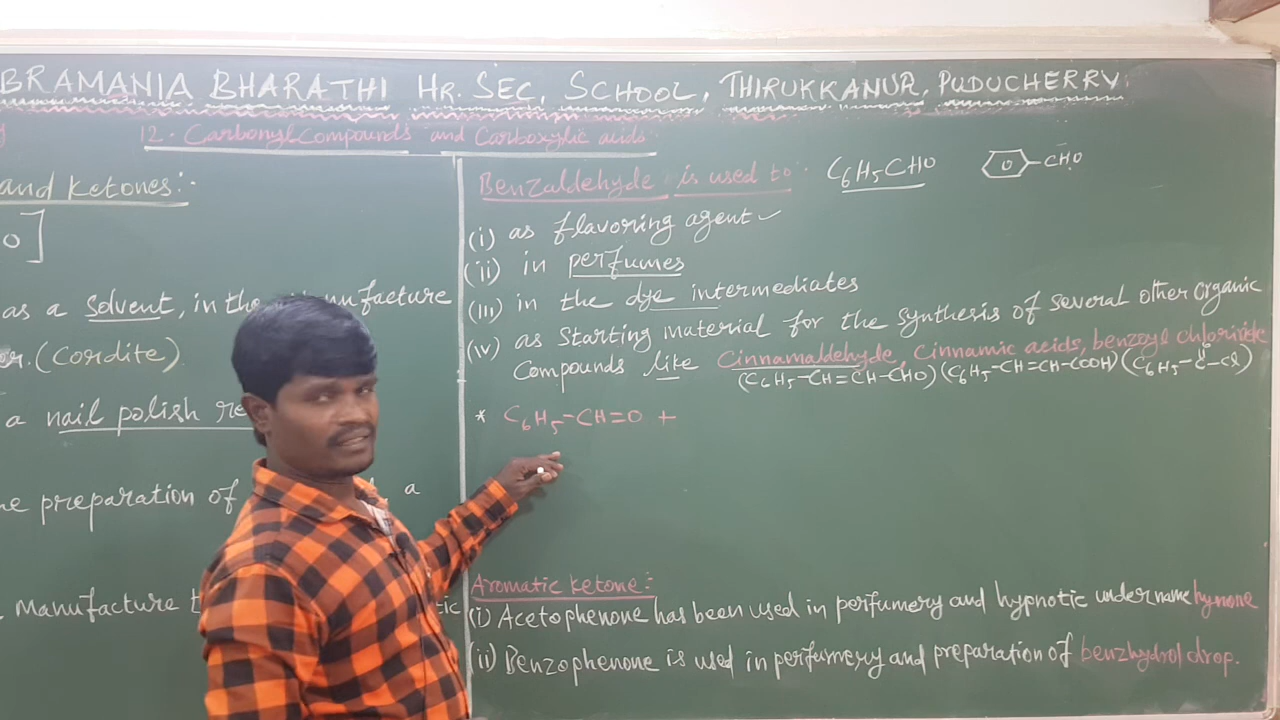 BRAMANIA BHARATHI HR. SEC. SCHOOL, THIRUKKANUR, PUDUCHERRY.
12. Carbonyl Compounds and Carboxylic acids.
and Ketones:-
O]
as a solvent, in the
or. (Cordite).
a nail polish
preparation of a
Manufacture
Benzaldehyde is used to C6H5CHO -CHO
(i) as flavoring agent
(ii) in perfumes
(iii) in the dye intermediates
(iv) as starting material for the synthesis of several other organic
Compounds like Cinnamaldehyde, Cinnamic acids, benzoyl chloride
(C6H5-CH=CH-CHO) (C6H5-CH=CH-COOH) (C6H5-C-Cl)
* C6H5-CH=O +
Aromatic Ketone:-
(i) Acetophenone has been used in perfumery and hypnotic under name hynone
(ii) Benzophenone is used in perfumery and preparation of benzhydrol drop.